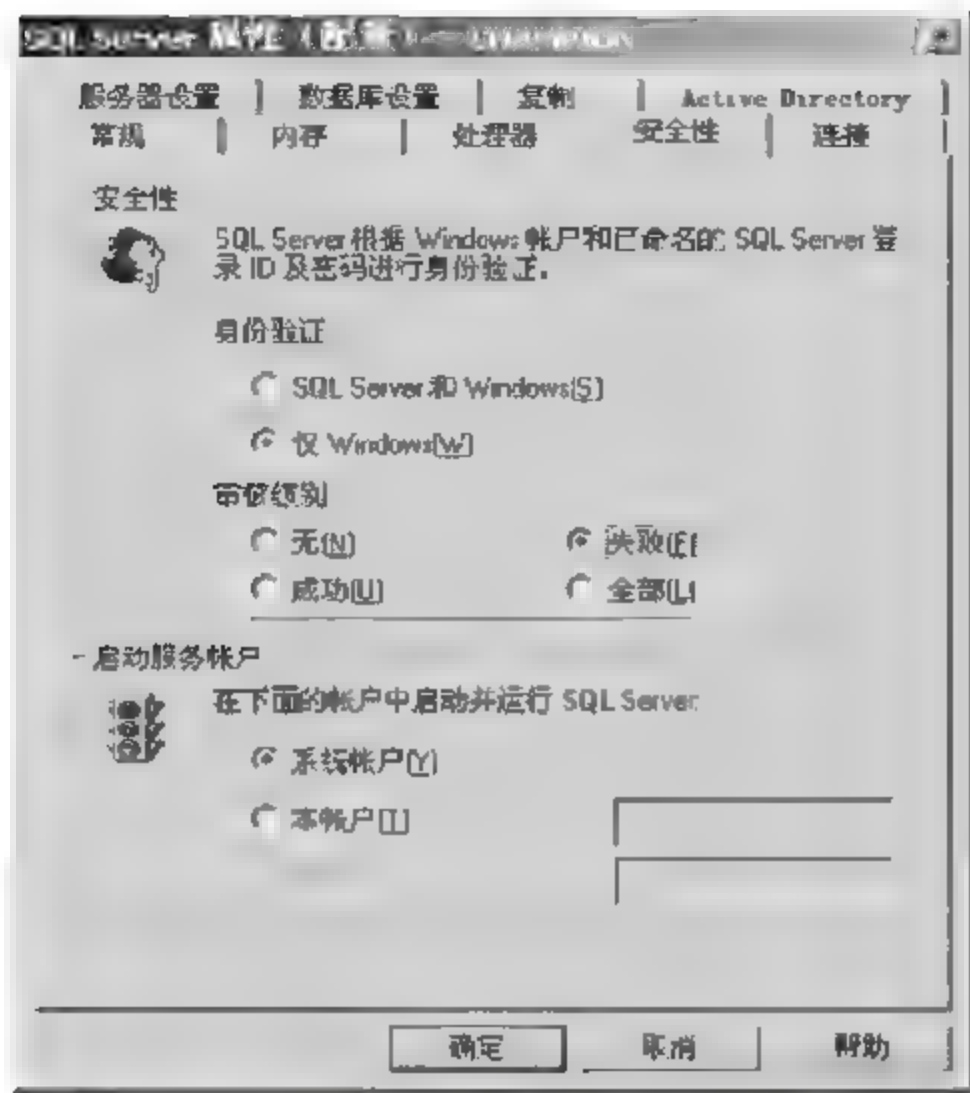 SQL Server 属性 (配置) -
服务器设置 数据库设置 复制 Active Directory
常规 内存 处理器 安全性 连接
安全性
SQL Server 根据 Windows 帐户和已命名的 SQL Server 登
录 ID 及密码进行身份验证.
身份验证
SQL Server 和 Windows(S)
仅 Windows(W)
审核级别
无(N) 失败(F)
成功(U) 全部(L)
启动服务帐户
在下面的帐户中启动并运行 SQL Server:
系统帐户(Y)
本帐户(T)
确定 取消 帮助